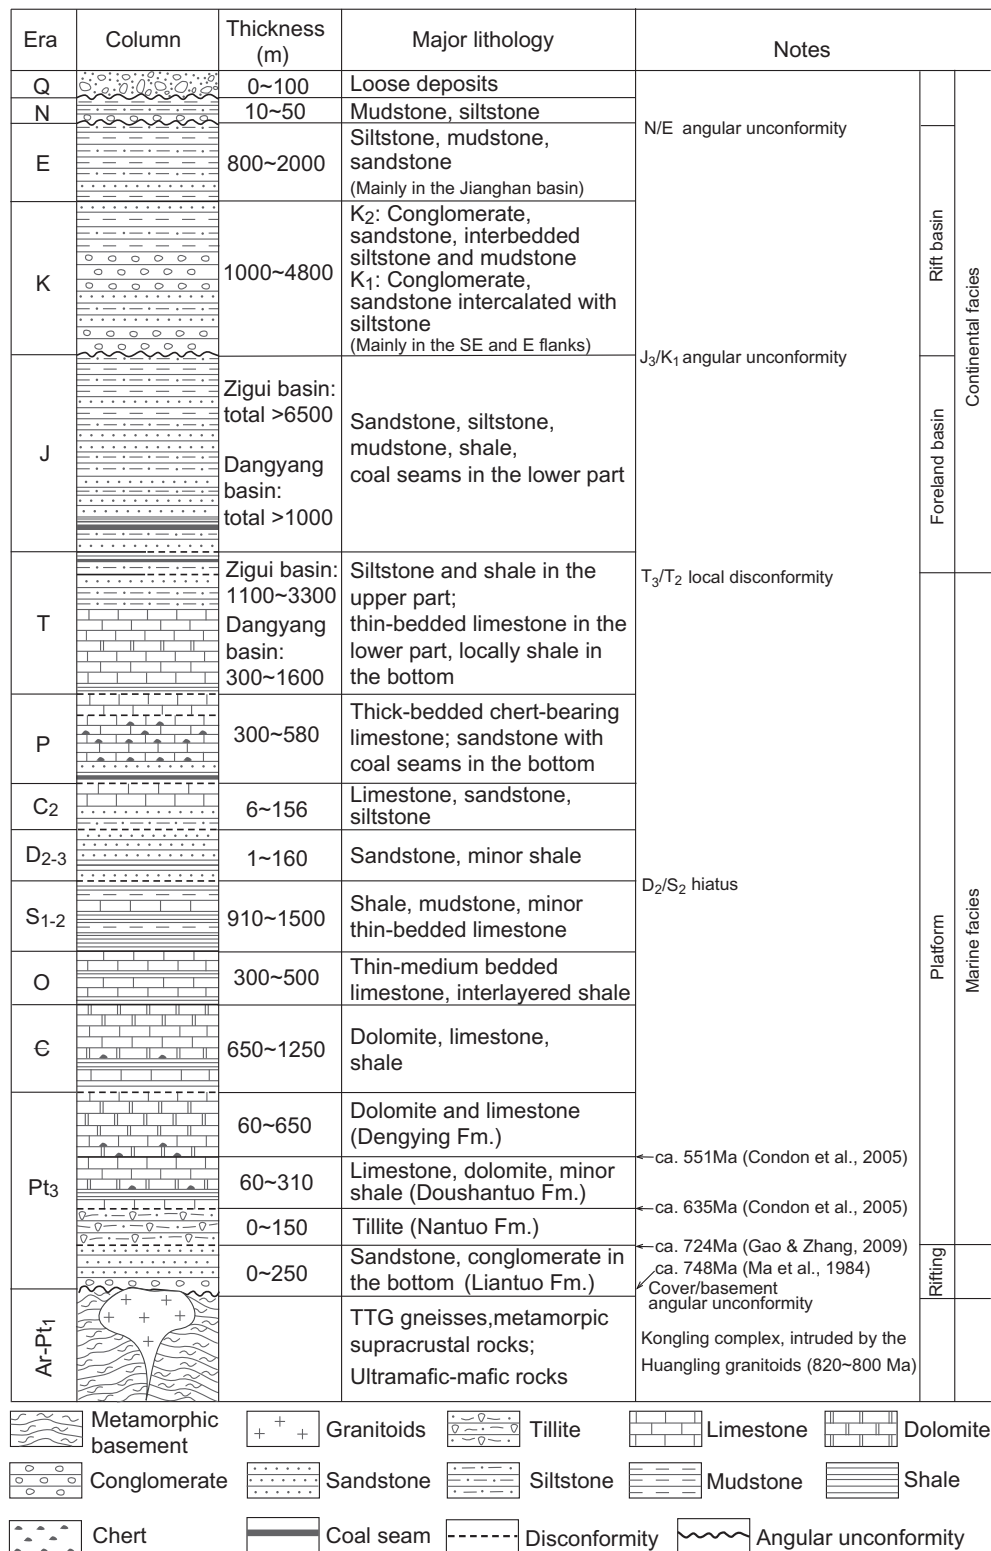 Era Column Thickness (m) Major lithology Notes
Q 0~100 Loose deposits
N 10~50 Mudstone, siltstone
N/E angular unconformity
E 800~2000 Siltstone, mudstone,
sandstone
(Mainly in the Jianghan basin)
K 1000~4800 K2: Conglomerate,
sandstone, interbedded
siltstone and mudstone
K1: Conglomerate,
sandstone intercalated with
siltstone
(Mainly in the SE and E flanks)
Rift basin
J3/K1 angular unconformity
Continental facies
J
Zigui basin:
total >6500
Dangyang
basin:
total >1000
Sandstone, siltstone,
mudstone, shale,
coal seams in the lower part
Foreland basin
T3/T2 local disconformity
T
Zigui basin:
1100~3300
Dangyang
basin:
300~1600
Siltstone and shale in the
upper part;
thin-bedded limestone in the
lower part, locally shale in
the bottom
P 300~580 Thick-bedded chert-bearing
limestone; sandstone with
coal seams in the bottom
C2 6~156 Limestone, sandstone,
siltstone
D2-3 1~160 Sandstone, minor shale
D2/S2 hiatus
S1-2 910~1500 Shale, mudstone, minor
thin-bedded limestone
Platform
Marine facies
O 300~500 Thin-medium bedded
limestone, interlayered shale
Є 650~1250 Dolomite, limestone,
shale
Pt3
60~650 Dolomite and limestone
(Dengying Fm.)
ca. 551Ma (Condon et al., 2005)
60~310 Limestone, dolomite, minor
shale (Doushantuo Fm.)
ca. 635Ma (Condon et al., 2005)
0~150 Tillite (Nantuo Fm.)
ca. 724Ma (Gao & Zhang, 2009)
0~250 Sandstone, conglomerate in
the bottom (Liantuo Fm.)
ca. 748Ma (Ma et al., 1984)
Cover/basement
angular unconformity
Rifting
Ar-Pt1
TTG gneisses,metamorpic
supracrustal rocks;
Ultramafic-mafic rocks
Kongling complex, intruded by the
Huangling granitoids (820~800 Ma)
Metamorphic
basement
Granitoids
Tillite
Limestone
Dolomite
Conglomerate
Sandstone
Siltstone
Mudstone
Shale
Chert
Coal seam
Disconformity
Angular unconformity